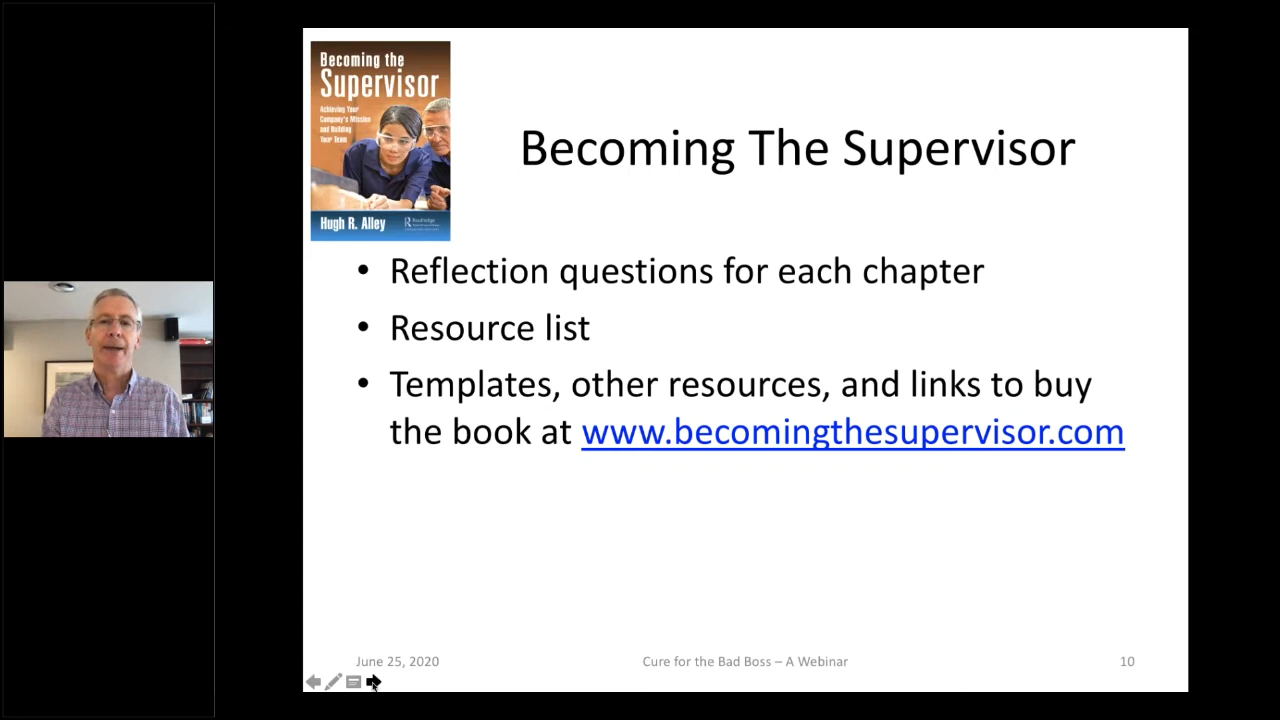 Becoming the
Supervisor
Achieving Your
Company's Mission
and Building
Your Team
Hugh R. Alley
Routledge
Becoming The Supervisor
• Reflection questions for each chapter
• Resource list
• Templates, other resources, and links to buy
the book at www.becomingthesupervisor.com
June 25, 2020
Cure for the Bad Boss – A Webinar
10